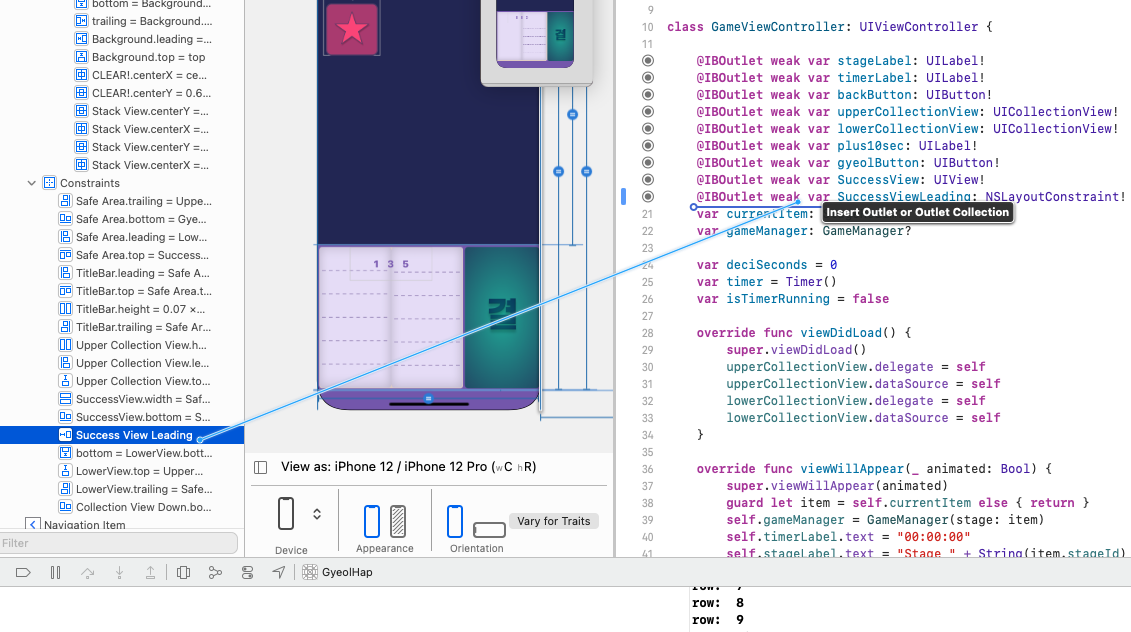 bottom = Background....
trailing = Background....
Background.leading =...
Background.top = top
CLEAR!.centerX = ce...
CLEAR!.centerY = 0.6...
Stack View.centerY =...
Stack View.centerX =...
Stack View.centerY =...
Stack View.centerX =...
Constraints
Safe Area.trailing = Uppe...
Safe Area.bottom = Gye...
Safe Area.leading = Low...
Safe Area.top = Success...
TitleBar.leading = Safe A...
TitleBar.top = Safe Area.t...
TitleBar.height = 0.07 ×...
TitleBar.trailing = Safe Ar...
Upper Collection View.h...
Upper Collection View.le...
Upper Collection View.to...
SuccessView.width = Saf...
SuccessView.bottom = S...
Success View Leading
bottom = LowerView.bott...
LowerView.top = Upper...
LowerView.trailing = Safe...
Collection View Down.bo...
Navigation Item
Filter
1 3 5
결
결
View as: iPhone 12 / iPhone 12 Pro (wC hR)
Device
Appearance
Orientation
Vary for Traits
9
10 class GameViewController: UIViewController {
11
@IBOutlet weak var stageLabel: UILabel!
@IBOutlet weak var timerLabel: UILabel!
@IBOutlet weak var backButton: UIButton!
@IBOutlet weak var upperCollectionView: UICollectionView!
@IBOutlet weak var lowerCollectionView: UICollectionView!
@IBOutlet weak var plus10sec: UILabel!
@IBOutlet weak var gyeolButton: UIButton!
@IBOutlet weak var SuccessView: UIView!
@IBOutlet weak var SuccessViewLeading: NSLayoutConstraint!
Insert Outlet or Outlet Collection
21 var currentItem:
22 var gameManager: GameManager?
23
24 var deciSeconds = 0
25 var timer = Timer()
26 var isTimerRunning = false
27
28 override func viewDidLoad() {
29 super.viewDidLoad()
30 upperCollectionView.delegate = self
31 upperCollectionView.dataSource = self
32 lowerCollectionView.delegate = self
33 lowerCollectionView.dataSource = self
34 }
35
36 override func viewWillAppear(_ animated: Bool) {
37 super.viewWillAppear(animated)
38 guard let item = self.currentItem else { return }
39 self.gameManager = GameManager(stage: item)
40 self.timerLabel.text = "00:00:00"
41 self.stageLabel.text = "Stage " + String(item.stageId)
GyeolHap
row: 7
row: 8
row: 9